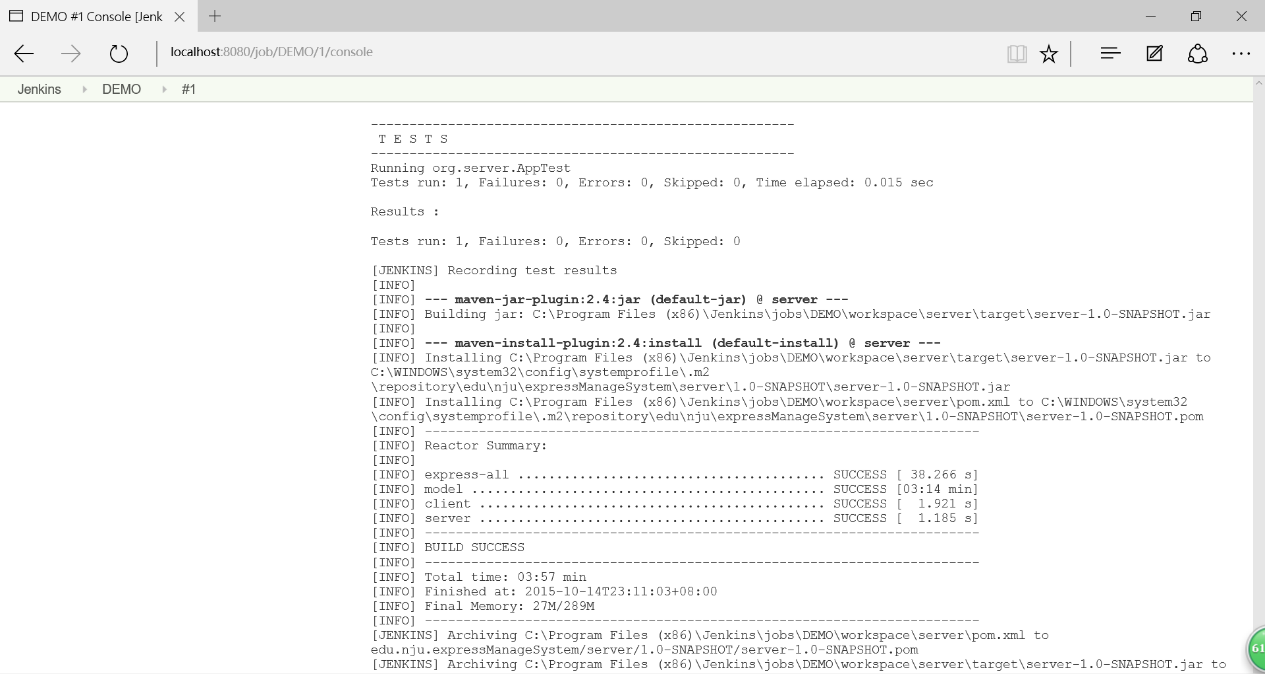 DEMO #1 Console [Jenk
localhost:8080/job/DEMO/1/console
Jenkins DEMO #1
------------------------------------------------------
 T E S T S
------------------------------------------------------
Running org.server.AppTest
Tests run: 1, Failures: 0, Errors: 0, Skipped: 0, Time elapsed: 0.015 sec
Results :
Tests run: 1, Failures: 0, Errors: 0, Skipped: 0
[JENKINS] Recording test results
[INFO]
[INFO] --- maven-jar-plugin:2.4:jar (default-jar) @ server ---
[INFO] Building jar: C:\Program Files (x86)\Jenkins\jobs\DEMO\workspace\server\target\server-1.0-SNAPSHOT.jar
[INFO]
[INFO] --- maven-install-plugin:2.4:install (default-install) @ server ---
[INFO] Installing C:\Program Files (x86)\Jenkins\jobs\DEMO\workspace\server\target\server-1.0-SNAPSHOT.jar to
C:\WINDOWS\system32\config\systemprofile\.m2
\repository\edu\nju\expressManageSystem\server\1.0-SNAPSHOT\server-1.0-SNAPSHOT.jar
[INFO] Installing C:\Program Files (x86)\Jenkins\jobs\DEMO\workspace\server\pom.xml to C:\WINDOWS\system32
\config\systemprofile\.m2\repository\edu\nju\expressManageSystem\server\1.0-SNAPSHOT\server-1.0-SNAPSHOT.pom
[INFO] ------------------------------------------------------------------------
[INFO] Reactor Summary:
[INFO]
[INFO] express-all ........................................ SUCCESS [ 38.266 s]
[INFO] model .............................................. SUCCESS [03:14 min]
[INFO] client ............................................. SUCCESS [  1.921 s]
[INFO] server ............................................. SUCCESS [  1.185 s]
[INFO] ------------------------------------------------------------------------
[INFO] BUILD SUCCESS
[INFO] ------------------------------------------------------------------------
[INFO] Total time: 03:57 min
[INFO] Finished at: 2015-10-14T23:11:03+08:00
[INFO] Final Memory: 27M/289M
[INFO] ------------------------------------------------------------------------
[JENKINS] Archiving C:\Program Files (x86)\Jenkins\jobs\DEMO\workspace\server\pom.xml to
edu.nju.expressManageSystem/server/1.0-SNAPSHOT/server-1.0-SNAPSHOT.pom
[JENKINS] Archiving C:\Program Files (x86)\Jenkins\jobs\DEMO\workspace\server\target\server-1.0-SNAPSHOT.jar to
61